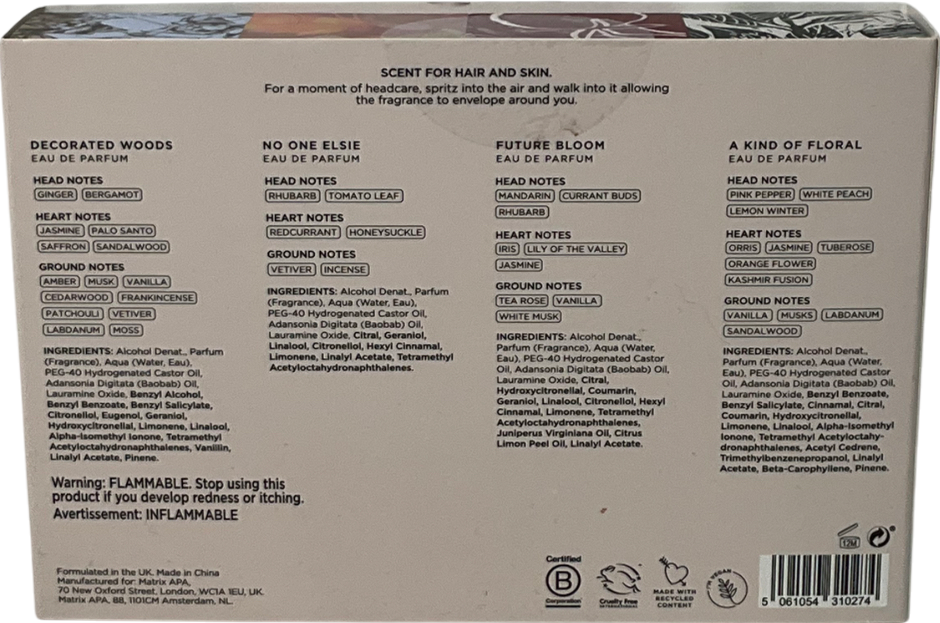 SCENT FOR HAIR AND SKIN.
For a moment of headcare, spritz into the air and walk into it allowing
the fragrance to envelope around you.
DECORATED WOODS
EAU DE PARFUM
HEAD NOTES
GINGER BERGAMOT
HEART NOTES
JASMINE PALO SANTO
SAFFRON SANDALWOOD
GROUND NOTES
AMBER MUSK VANILLA
CEDARWOOD FRANKINCENSE
PATCHOULI VETIVER
LABDANUM MOSS
INGREDIENTS: Alcohol Denat., Parfum
(Fragrance), Aqua (Water, Eau),
PEG-40 Hydrogenated Castor Oil,
Adansonia Digitata (Baobab) Oil,
Lauramine Oxide, Benzyl Alcohol,
Benzyl Benzoate, Benzyl Salicylate,
Citronellol, Eugenol, Geraniol,
Hydroxycitronellal, Limonene, Linalool,
Alpha-Isomethyl Ionone, Tetramethyl
Acetyloctahydronaphthalenes, Vanillin,
Linalyl Acetate, Pinene.
NO ONE ELSIE
EAU DE PARFUM
HEAD NOTES
RHUBARB TOMATO LEAF
HEART NOTES
REDCURRANT HONEYSUCKLE
GROUND NOTES
VETIVER INCENSE
INGREDIENTS: Alcohol Denat., Parfum
(Fragrance), Aqua (Water, Eau),
PEG-40 Hydrogenated Castor Oil,
Adansonia Digitata (Baobab) Oil,
Lauramine Oxide, Citral, Geraniol,
Linalool, Citronellol, Hexyl Cinnamal,
Limonene, Linalyl Acetate, Tetramethyl
Acetyloctahydronaphthalenes.
FUTURE BLOOM
EAU DE PARFUM
HEAD NOTES
MANDARIN CURRANT BUDS
RHUBARB
HEART NOTES
IRIS LILY OF THE VALLEY
JASMINE
GROUND NOTES
TEA ROSE VANILLA
WHITE MUSK
INGREDIENTS: Alcohol Denat.,
Parfum (Fragrance), Aqua (Water,
Eau), PEG-40 Hydrogenated Castor
Oil, Adansonia Digitata (Baobab) Oil,
Lauramine Oxide, Citral,
Hydroxycitronellal, Coumarin,
Geraniol, Linalool, Citronellol, Hexyl
Cinnamal, Limonene, Tetramethyl
Acetyloctahydronaphthalenes,
Juniperus Virginiana Oil, Citrus
Limon Peel Oil, Linalyl Acetate.
A KIND OF FLORAL
EAU DE PARFUM
HEAD NOTES
PINK PEPPER WHITE PEACH
LEMON WINTER
HEART NOTES
ORRIS JASMINE TUBEROSE
ORANGE FLOWER
KASHMIR FUSION
GROUND NOTES
VANILLA MUSKS LABDANUM
SANDALWOOD
INGREDIENTS: Alcohol Denat.,
Parfum (Fragrance), Aqua (Water,
Eau), PEG-40 Hydrogenated Castor
Oil, Adansonia Digitata (Baobab) Oil,
Lauramine Oxide, Benzyl Benzoate,
Benzyl Salicylate, Cinnamal, Citral,
Coumarin, Hydroxycitronellal,
Limonene, Linalool, Alpha-Isomethyl
Ionone, Tetramethyl Acetyloctahy-
dronaphthalenes, Acetyl Cedrene,
Trimethylbenzenepropanol, Linalyl
Acetate, Beta-Caryophyllene, Pinene.
Warning: FLAMMABLE. Stop using this
product if you develop redness or itching.
Avertissement: INFLAMMABLE
Formulated in the UK. Made in China
Manufactured for: Matrix APA,
70 New Oxford Street, London, WC1A 1EU, UK.
Matrix APA, 88, 1101CM Amsterdam, NL.
Certified
B
Corporation
Cruelty Free
INTERNATIONAL
MADE WITH
RECYCLED
CONTENT
VEGAN
12M
5 061054 310274